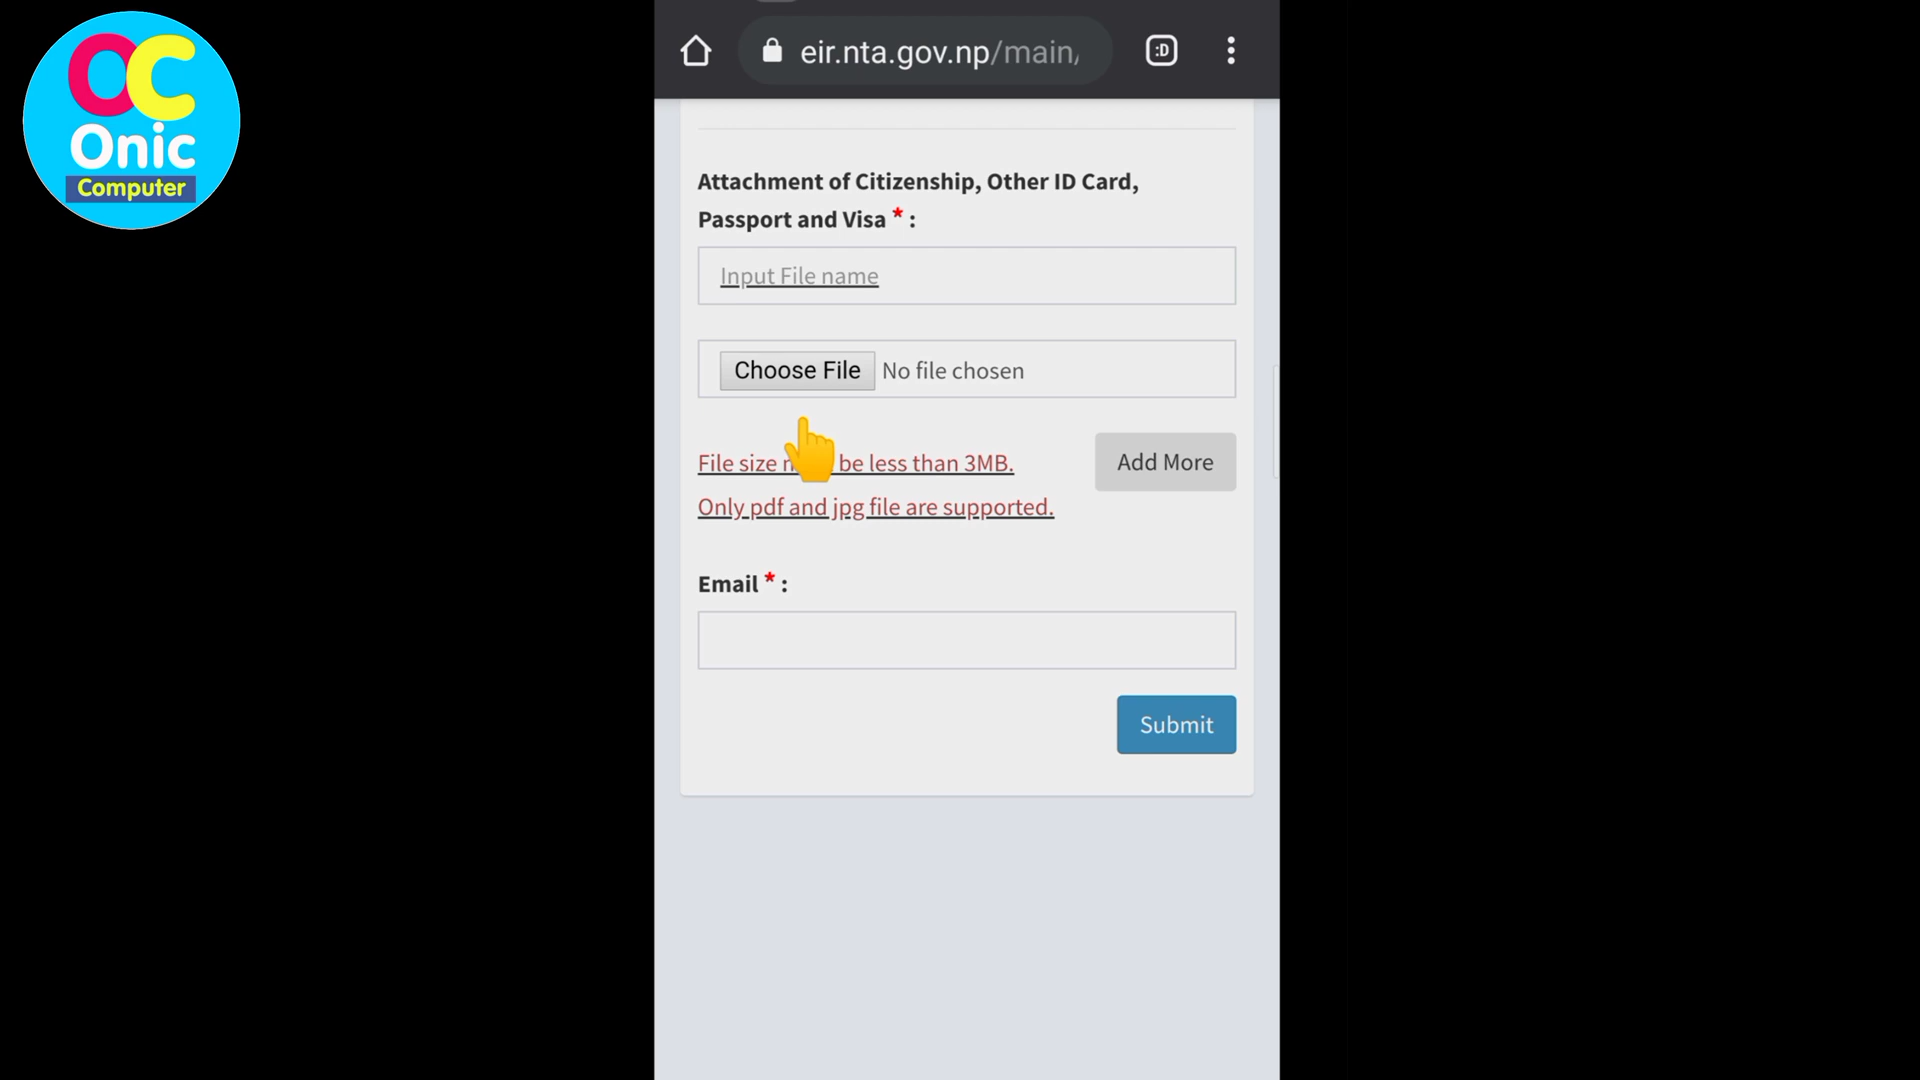 OC
Onic
Computer
eir.nta.gov.np/main/
:D
Attachment of Citizenship, Other ID Card,
Passport and Visa * :
Input File name
Choose File No file chosen
File size be less than 3MB.
Add More
Only pdf and jpg file are supported.
Email * :
Submit